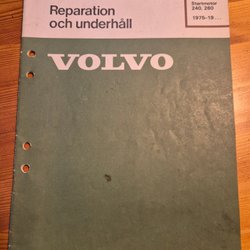 Reparation
och underhåll
Startmotor
240, 260
1975-19...
VOLVO